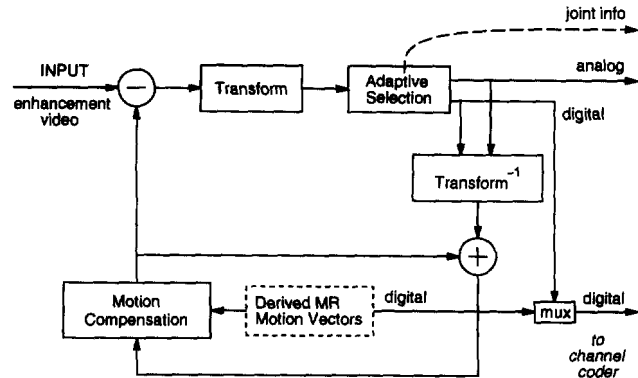 joint info
INPUT
enhancement
video
−
Transform
Adaptive
Selection
analog
digital
Transform⁻¹
+
Motion
Compensation
Derived MR
Motion Vectors
digital
mux
digital
to
channel
coder